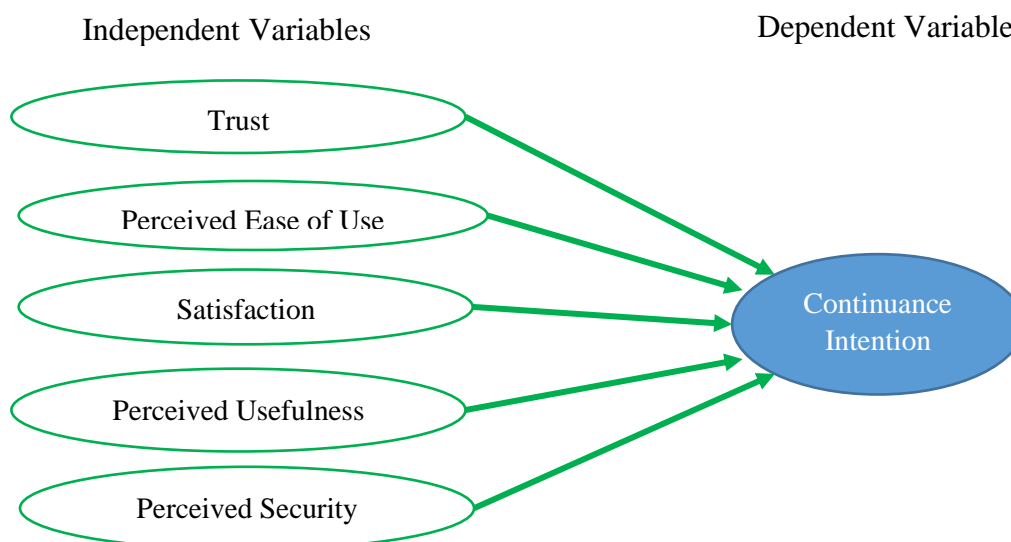 Independent Variables
Dependent Variable
Trust
Perceived Ease of Use
Satisfaction
Continuance
Intention
Perceived Usefulness
Perceived Security